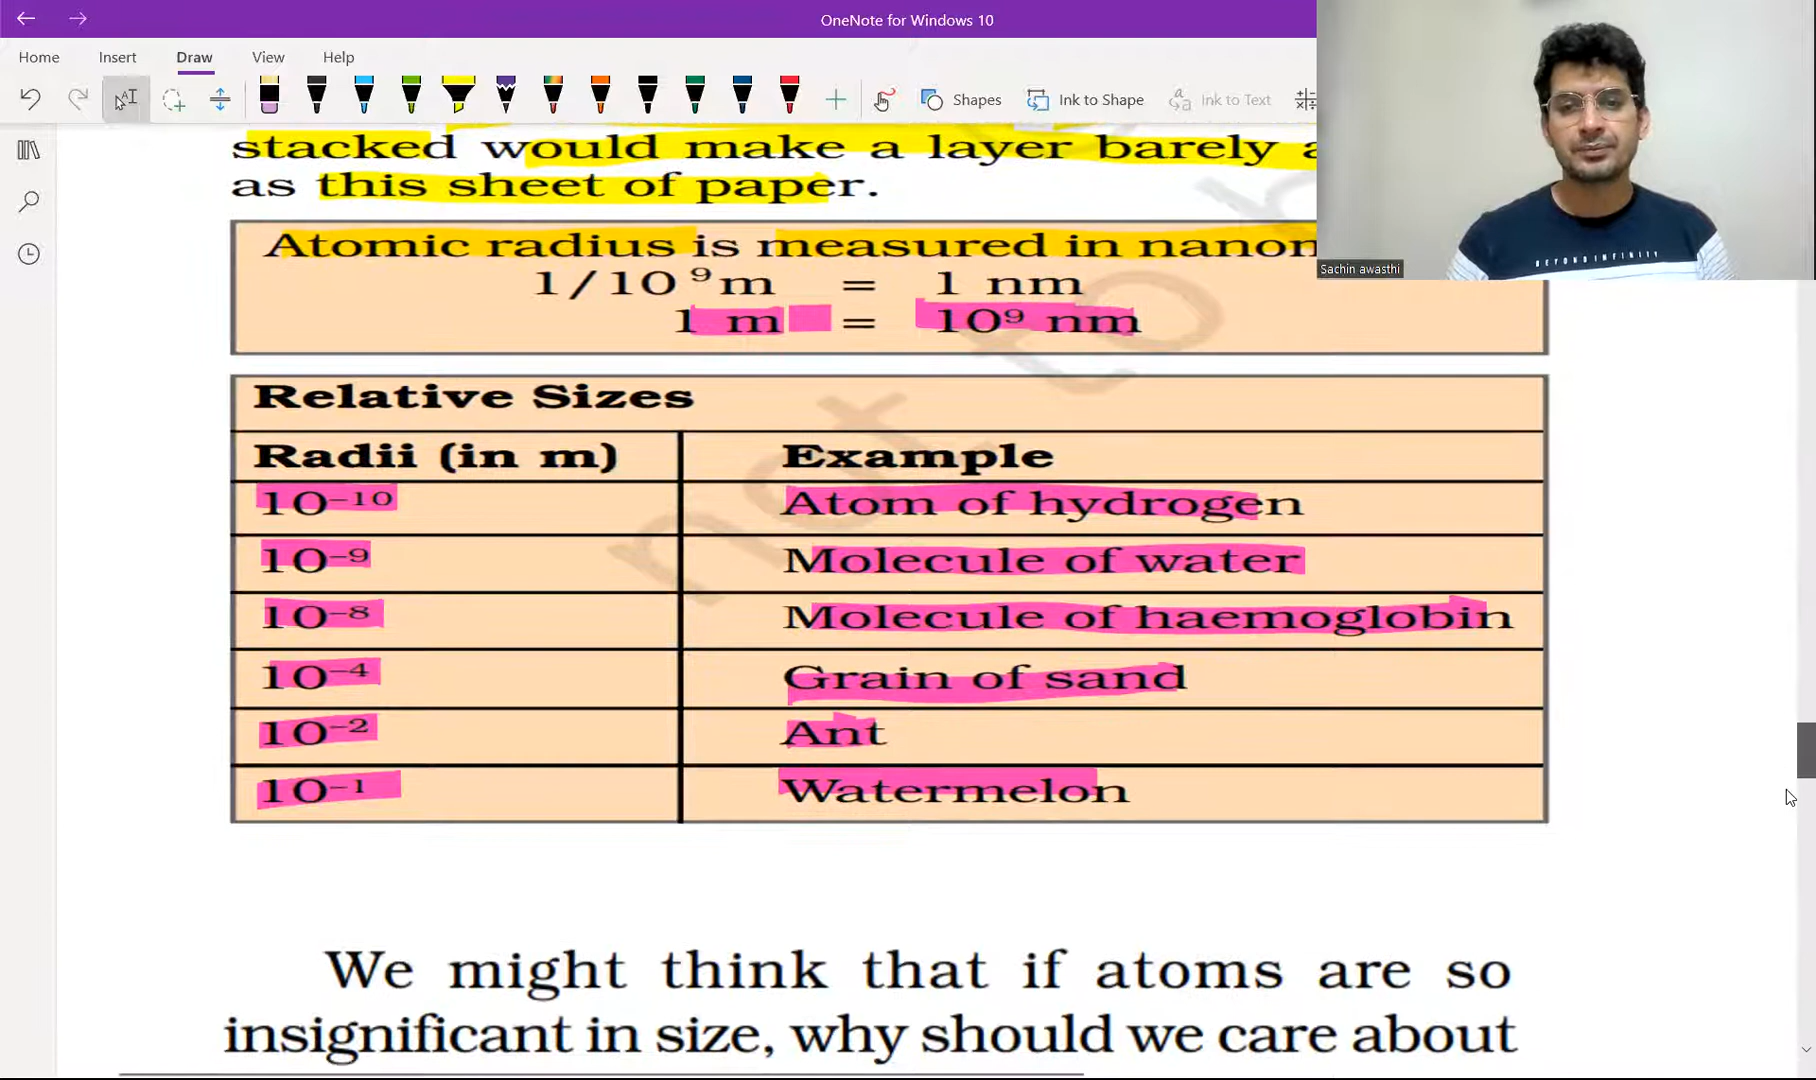 OneNote for Windows 10
Home Insert Draw View Help
Shapes Ink to Shape Ink to Text
stacked would make a layer barely
as this sheet of paper.
Atomic radius is measured in
1/10⁹m = 1 nm
1 m = 10⁹ nm
Relative Sizes
Radii (in m) Example
10⁻¹⁰ Atom of hydrogen
10⁻⁹ Molecule of water
10⁻⁸ Molecule of haemoglobin
10⁻⁴ Grain of sand
10⁻² Ant
10⁻¹ Watermelon
We might think that if atoms are so
insignificant in size, why should we care about
BEYONDINFINITY
Sachin awasthi
not to